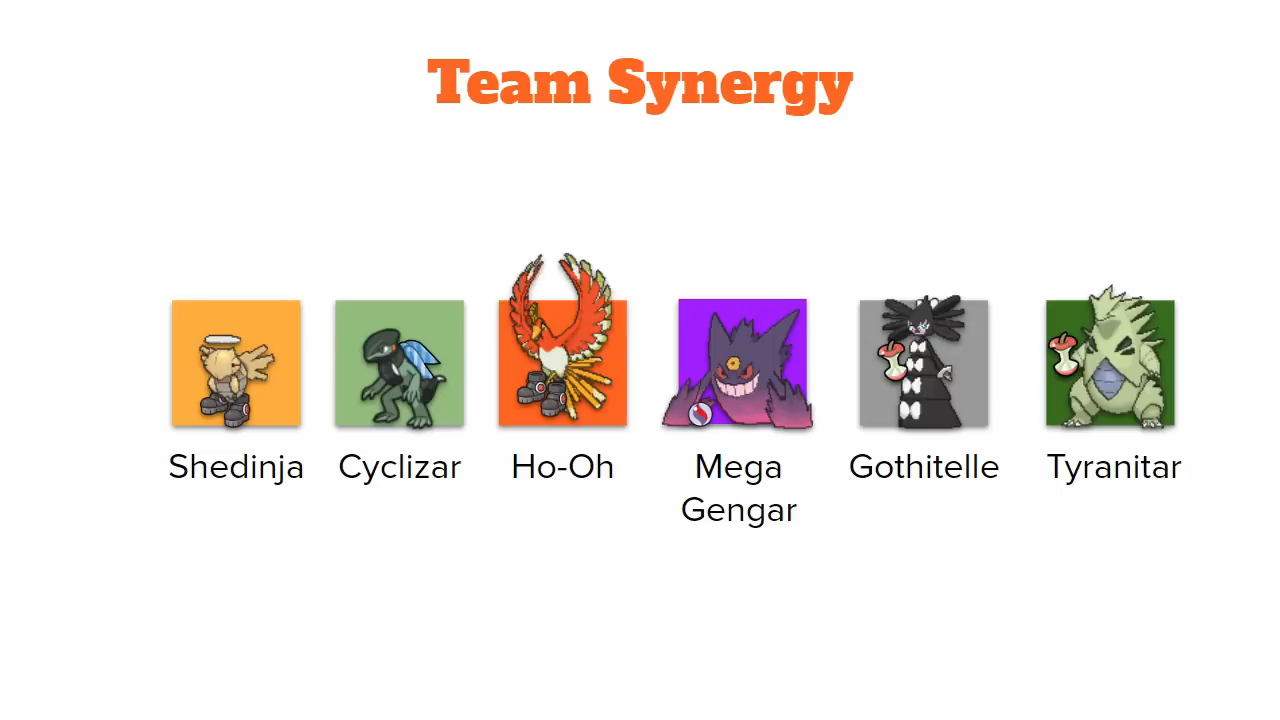 Team Synergy
Shedinja
Cyclizar
Ho-Oh
Mega
Gengar
Gothitelle
Tyranitar